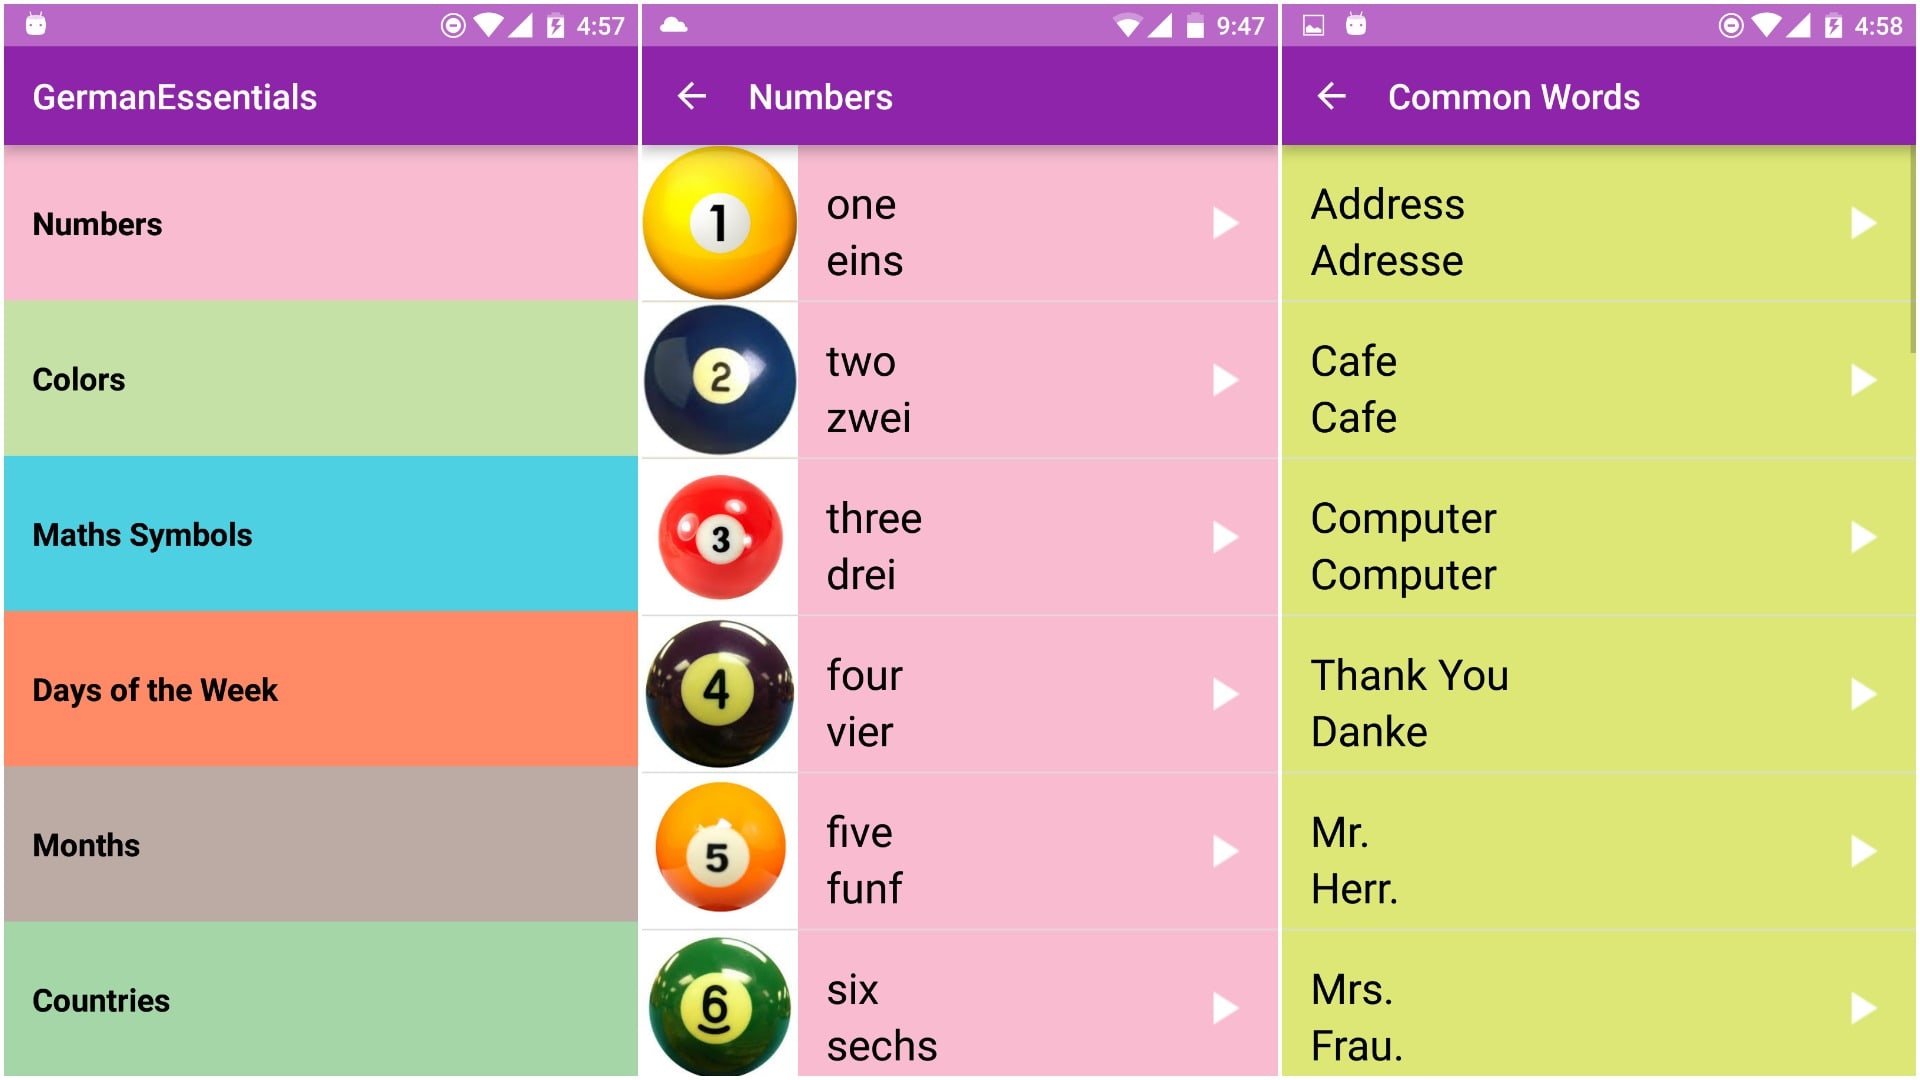 4:57
GermanEssentials
Numbers
Colors
Maths Symbols
Days of the Week
Months
Countries
9:47
Numbers
1
one
eins
2
two
zwei
3
three
drei
4
four
vier
5
five
funf
6
six
sechs
4:58
Common Words
Address
Adresse
Cafe
Cafe
Computer
Computer
Thank You
Danke
Mr.
Herr.
Mrs.
Frau.